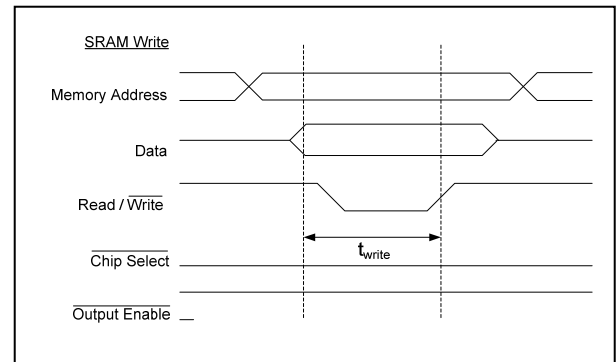 SRAM Write
Memory Address
Data
Read / Write
twrite
Chip Select
Output Enable